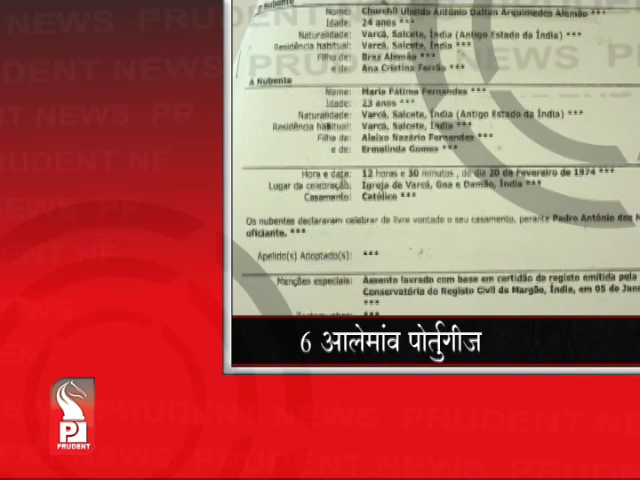 O Nubente
Nome: Churchil Ubaldo António Dalton Arquimedes Alemão ***
Idade: 24 anos ***
Naturalidade: Varcá, Salcete, Índia (Antigo Estado da Índia) ***
Residência habitual: Varcá, Salcete, Índia ***
Filho de: Braz Alemão ***
e de: Ana Cristina Ferrão ***
A Nubente
Nome: Maria Fátima Fernandes ***
Idade: 23 anos ***
Naturalidade: Varcá, Salcete, Índia (Antigo Estado da Índia) ***
Residência habitual: Varcá, Salcete, Índia ***
Filha de: Aleixo Nazário Fernandes ***
e de: Ermelinda Gomes ***
Hora e data: 12 horas e 30 minutos, do dia 20 de Fevereiro de 1974 ***
Lugar da celebração: Igreja de Varcá, Goa e Damão, Índia ***
Casamento: Católico ***
Os nubentes declararam celebrar de livre vontade o seu casamento, perante Padre António dos
oficiante. ***
Apelido(s) Adoptado(s): ***
Menções especiais: Assento lavrado com base em certidão de registo emitida pela
Conservatória do Registo Civil de Margão, Índia, em 05 de
***
6 आलेमांव पोर्तुगीज
PRUDENT
PRUDENT NEWS